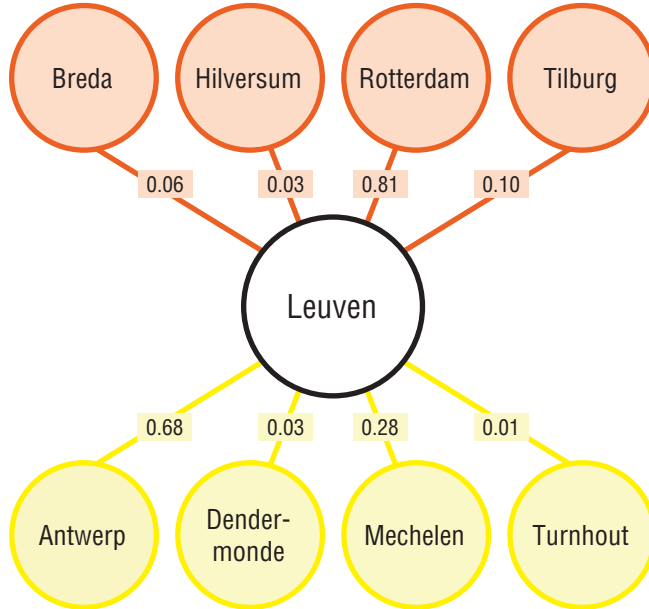 Breda Hilversum Rotterdam Tilburg
0.06 0.03 0.81 0.10
Leuven
0.68 0.03 0.28 0.01
Antwerp
Dender-
monde
Mechelen
Turnhout